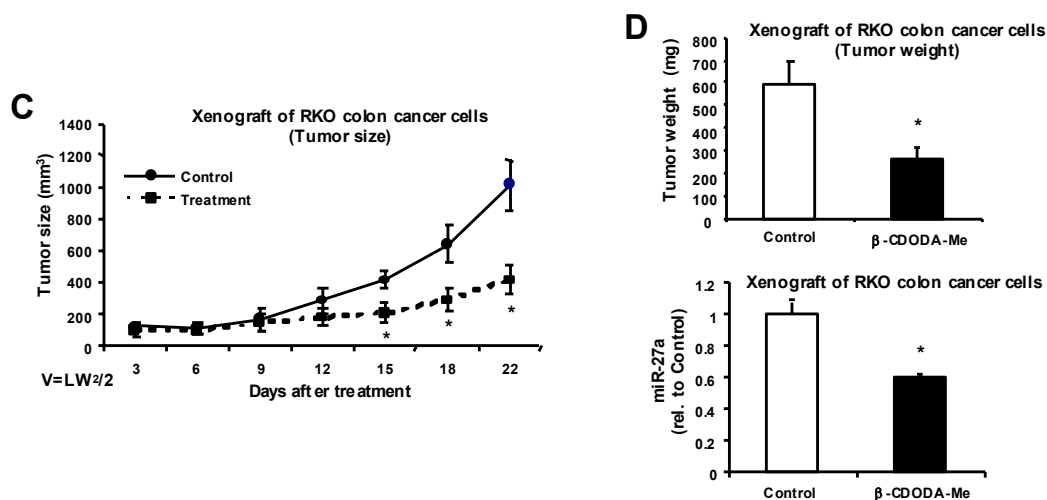 C
Xenograft of RKO colon cancer cells
(Tumor size)
Tumor size (mm³)
1400
1200
1000
800
600
400
200
0
Control
Treatment
*
*
*
3 6 9 12 15 18 22
V=LW²/2
Days after treatment
D
Xenograft of RKO colon cancer cells
(Tumor weight)
Tumor weight (mg)
800
700
600
500
400
300
200
100
0
*
Control β-CDODA-Me
Xenograft of RKO colon cancer cells
miR-27a
(rel. to Control)
1.2
1
0.8
0.6
0.4
0.2
0
*
Control β-CDODA-Me